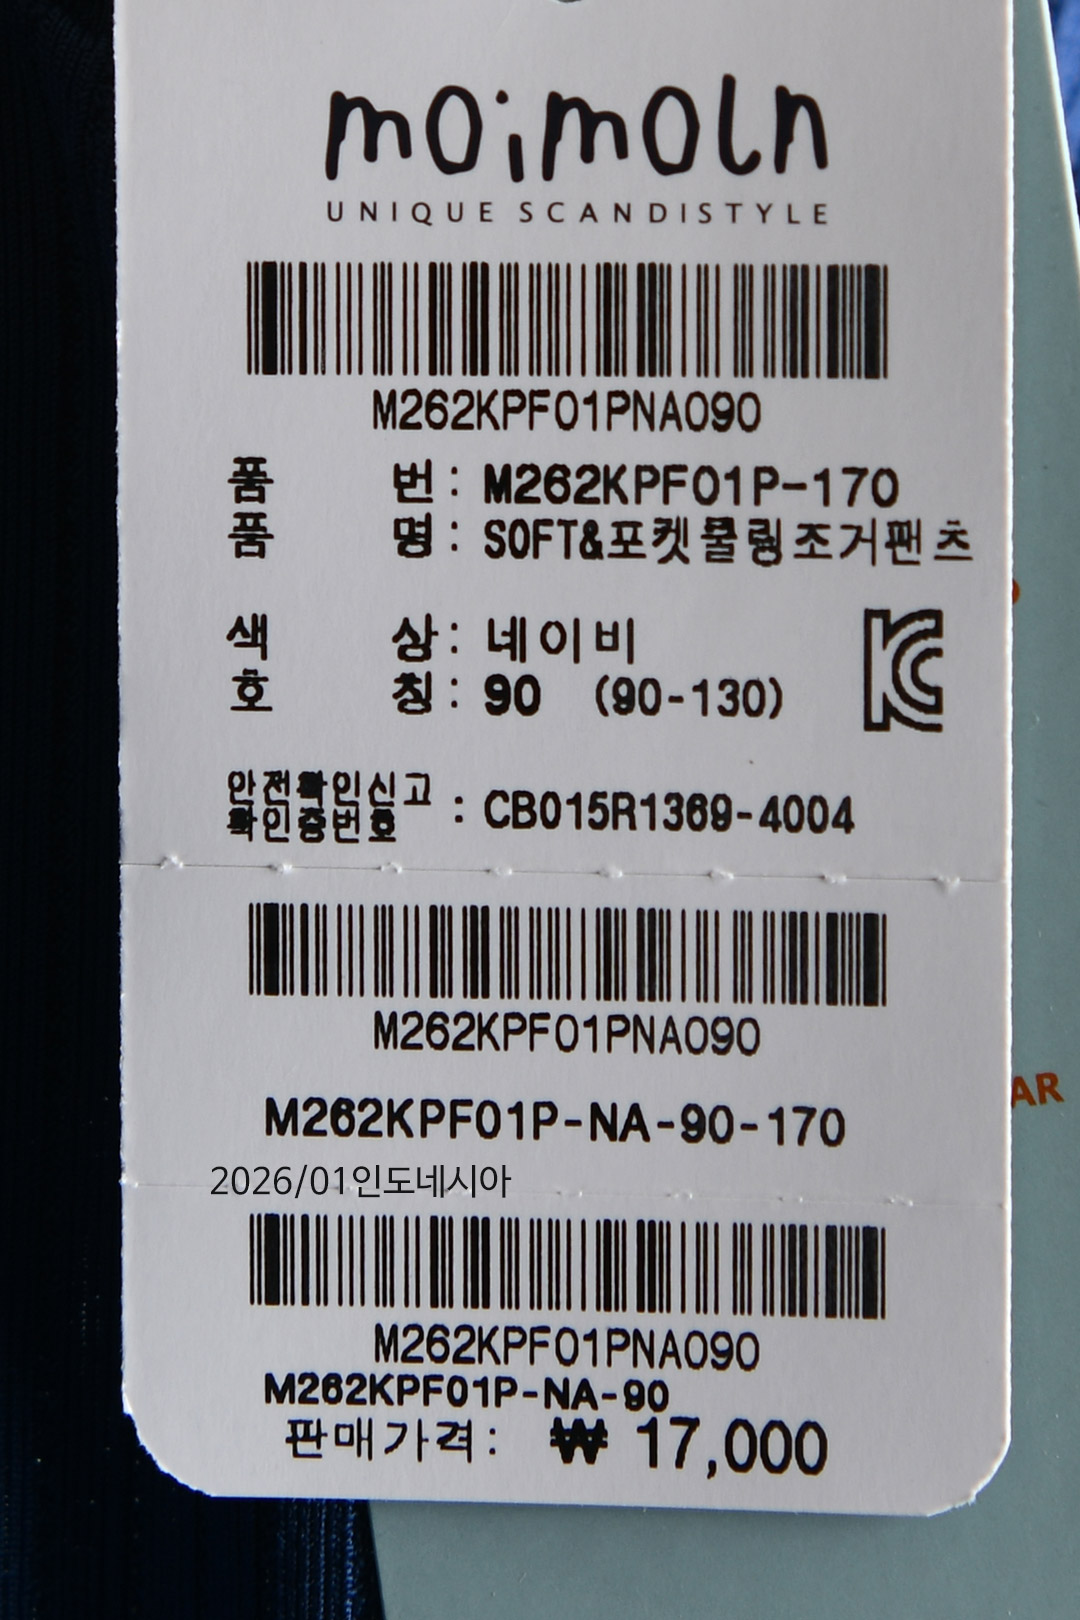 moimoln
UNIQUE SCANDISTYLE
M262KPF01PNA090
품 번 : M262KPF01P-170
품 명 : SOFT&포켓쿨링조거팬츠
색 상 : 네이비
호 칭 : 90 (90-130)
안전확인신고
확인증번호 : CB015R1369-4004
M262KPF01PNA090
M262KPF01P-NA-90-170
2026/01인도네시아
M262KPF01PNA090
M262KPF01P-NA-90
판매가격 : ₩ 17,000
AR